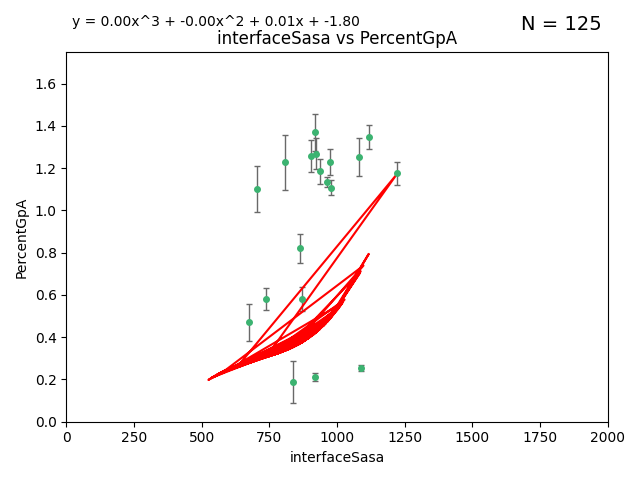 y = 0.00x^3 + -0.00x^2 + 0.01x + -1.80
N = 125
interfaceSasa vs PercentGpA
1.6
1.4
1.2
1.0
0.8
0.6
0.4
0.2
0.0
PercentGpA
0 250 500 750 1000 1250 1500 1750 2000
interfaceSasa